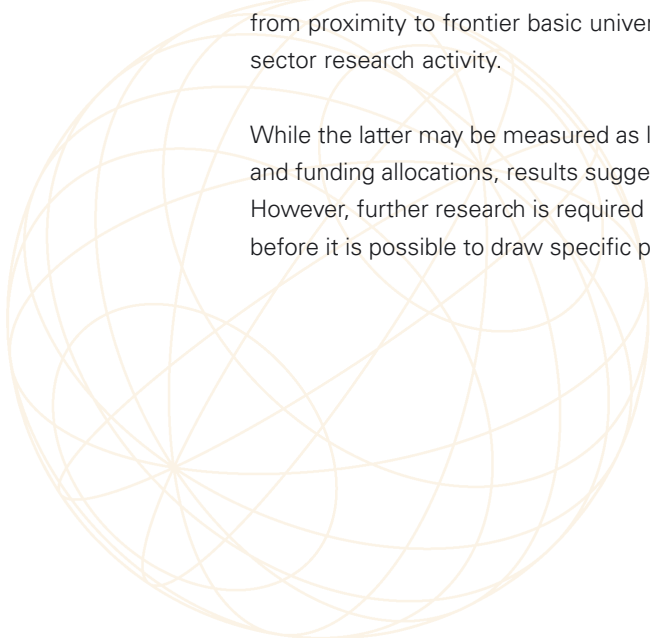 from proximity to frontier basic
sector research activity.
While the latter may be measured as
and funding allocations, results
However, further research is required
before it is possible to draw specific